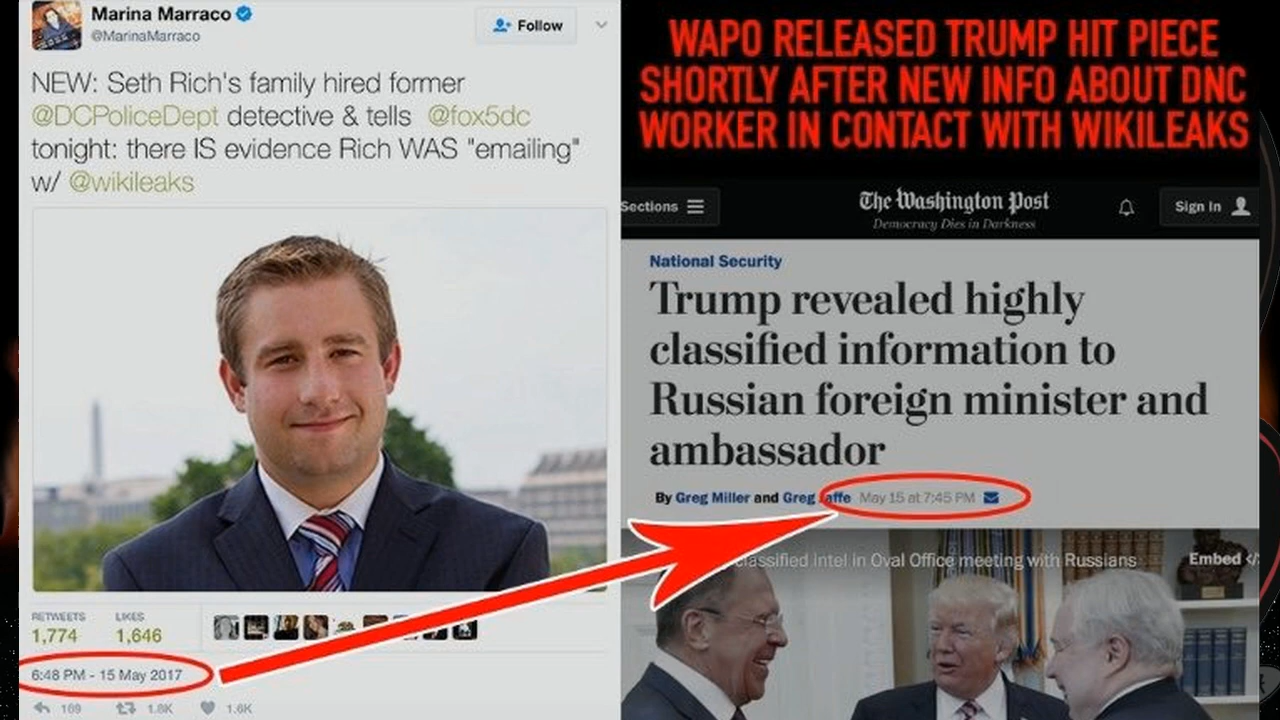 Marina Marraco
@MarinaMarraco
Follow
NEW: Seth Rich's family hired former
@DCPoliceDept detective & tells @fox5dc
tonight: there IS evidence Rich WAS "emailing"
w/ @wikileaks
RETWEETS LIKES
1,774 1,646
6:48 PM - 15 May 2017
169 1.8K 1.6K
WAPO RELEASED TRUMP HIT PIECE
SHORTLY AFTER NEW INFO ABOUT DNC
WORKER IN CONTACT WITH WIKILEAKS
Sections The Washington Post Sign In
Democracy Dies in Darkness
National Security
Trump revealed highly
classified information to
Russian foreign minister and
ambassador
By Greg Miller and Greg Jaffe May 15 at 7:45 PM
classified Intel in Oval Office meeting with Russians Embed </